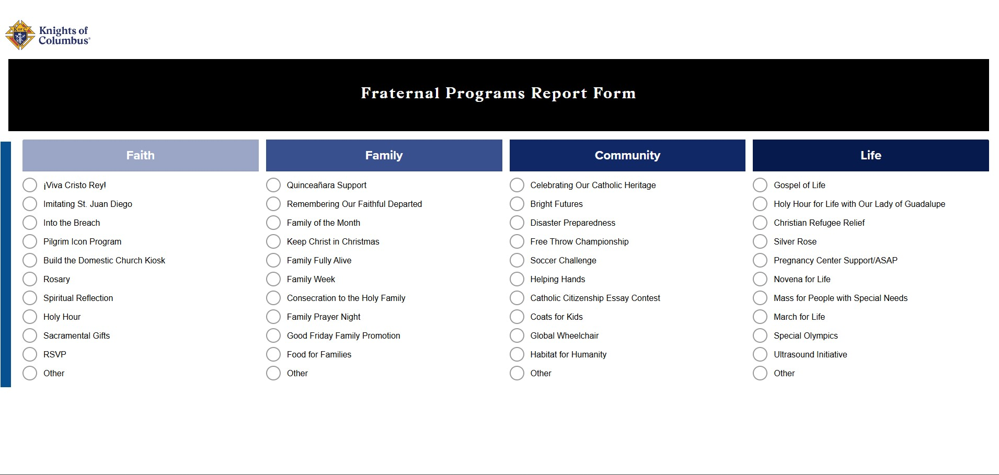 K OF C
Knights of
Columbus®
Fraternal Programs Report Form
Faith
¡Viva Cristo Rey!
Imitating St. Juan Diego
Into the Breach
Pilgrim Icon Program
Build the Domestic Church Kiosk
Rosary
Spiritual Reflection
Holy Hour
Sacramental Gifts
RSVP
Other
Family
Quinceañara Support
Remembering Our Faithful Departed
Family of the Month
Keep Christ in Christmas
Family Fully Alive
Family Week
Consecration to the Holy Family
Family Prayer Night
Good Friday Family Promotion
Food for Families
Other
Community
Celebrating Our Catholic Heritage
Bright Futures
Disaster Preparedness
Free Throw Championship
Soccer Challenge
Helping Hands
Catholic Citizenship Essay Contest
Coats for Kids
Global Wheelchair
Habitat for Humanity
Other
Life
Gospel of Life
Holy Hour for Life with Our Lady of Guadalupe
Christian Refugee Relief
Silver Rose
Pregnancy Center Support/ASAP
Novena for Life
Mass for People with Special Needs
March for Life
Special Olympics
Ultrasound Initiative
Other